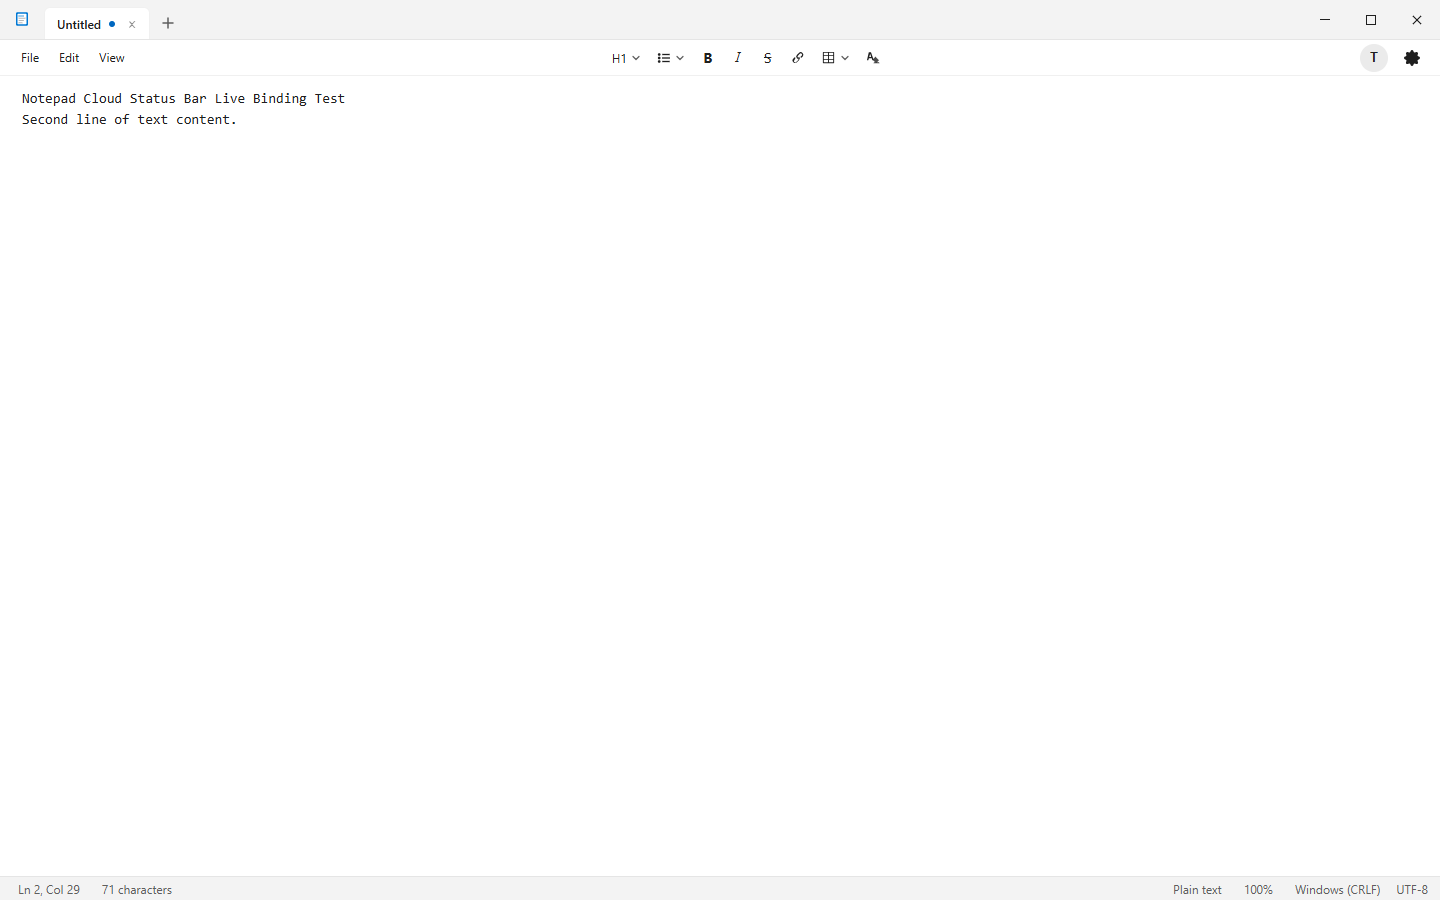 Untitled
File Edit View H1 B I S T
Notepad Cloud Status Bar Live Binding Test
Second line of text content.
Ln 2, Col 29 71 characters Plain text 100% Windows (CRLF) UTF-8